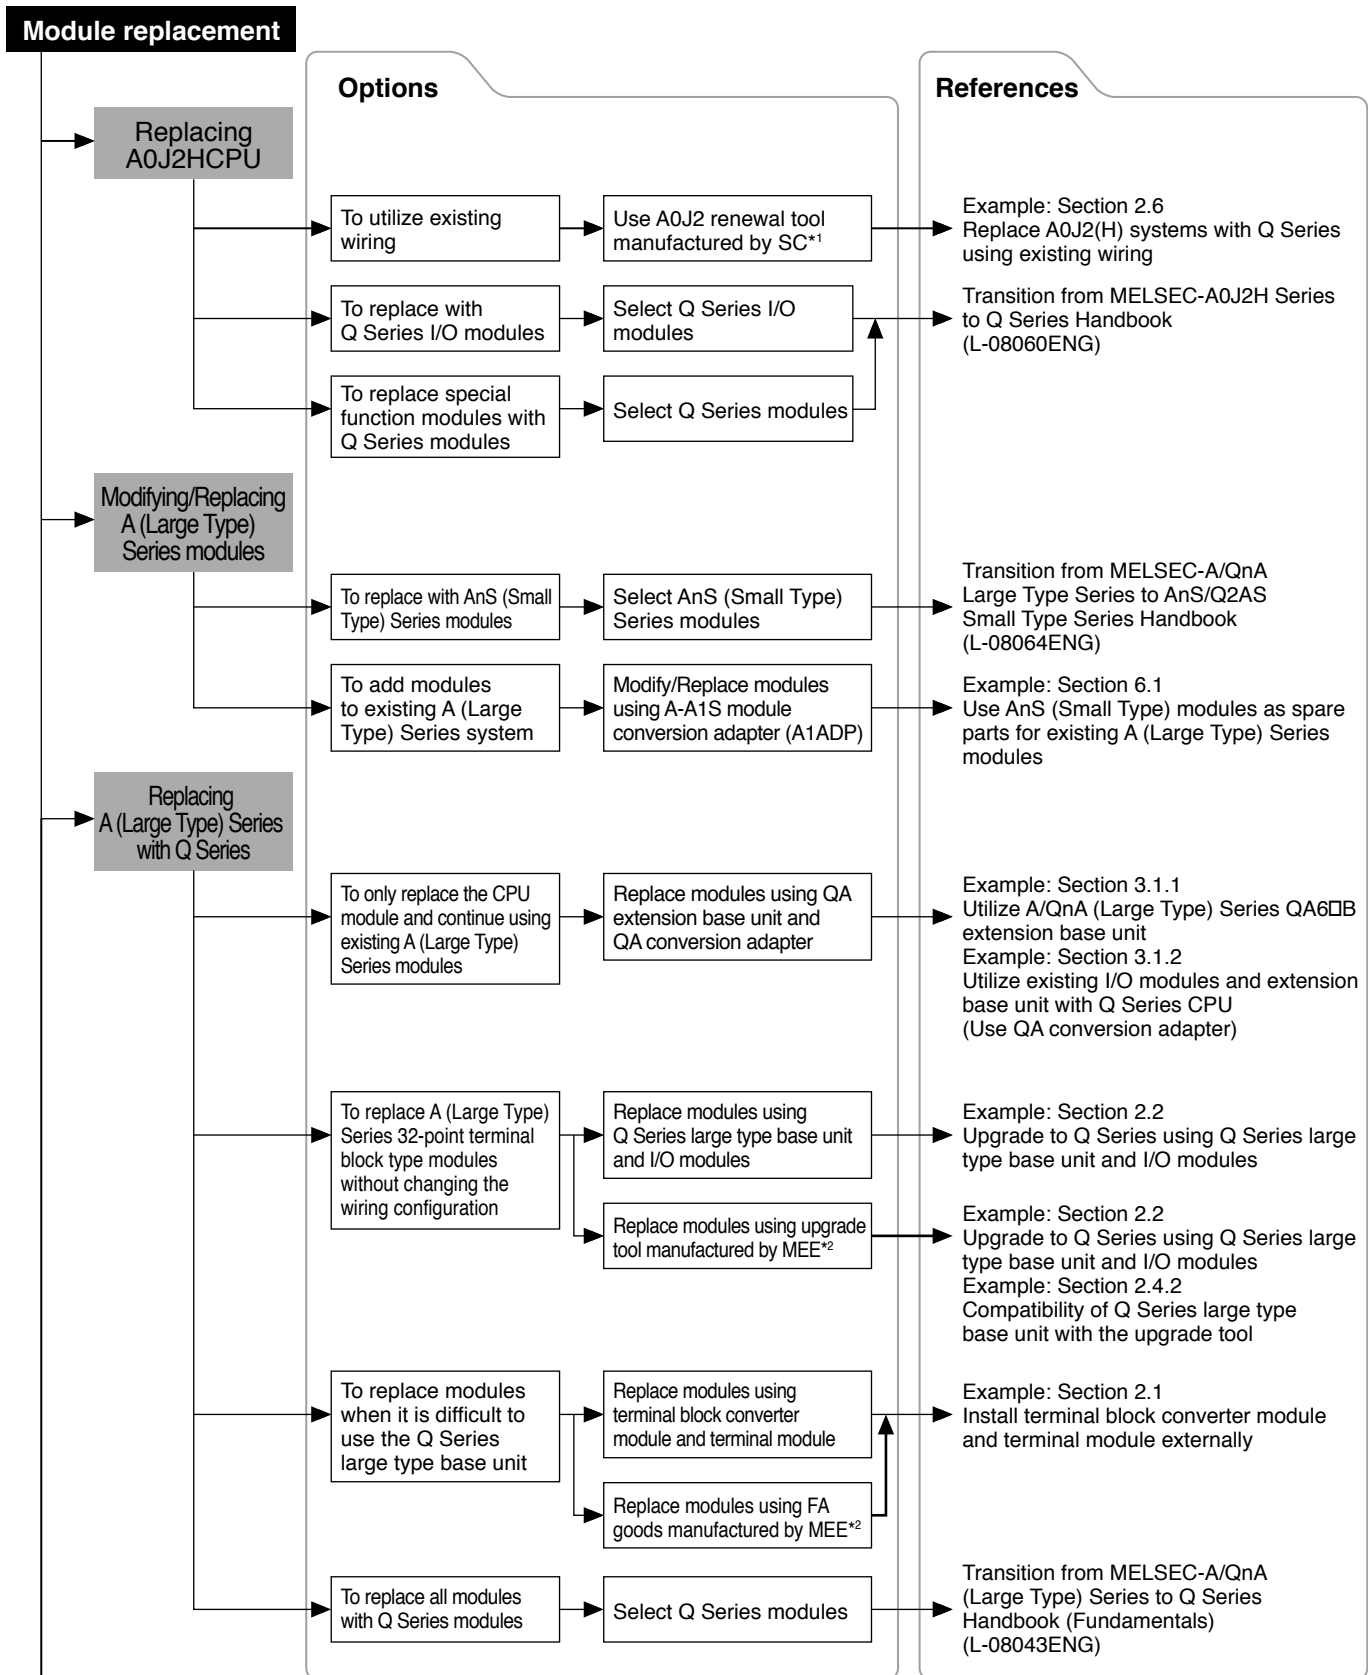 Module replacement
Options
References
Replacing
A0J2HCPU
To utilize existing
wiring
Use A0J2 renewal tool
manufactured by SC*1
Example: Section 2.6
Replace A0J2(H) systems with Q Series
using existing wiring
To replace with
Q Series I/O modules
Select Q Series I/O
modules
Transition from MELSEC-A0J2H Series
to Q Series Handbook
(L-08060ENG)
To replace special
function modules with
Q Series modules
Select Q Series modules
Modifying/Replacing
A (Large Type)
Series modules
To replace with AnS (Small
Type) Series modules
Select AnS (Small Type)
Series modules
Transition from MELSEC-A/QnA
Large Type Series to AnS/Q2AS
Small Type Series Handbook
(L-08064ENG)
To add modules
to existing A (Large
Type) Series system
Modify/Replace modules
using A-A1S module
conversion adapter (A1ADP)
Example: Section 6.1
Use AnS (Small Type) modules as spare
parts for existing A (Large Type) Series
modules
Replacing
A (Large Type) Series
with Q Series
To only replace the CPU
module and continue using
existing A (Large Type)
Series modules
Replace modules using QA
extension base unit and
QA conversion adapter
Example: Section 3.1.1
Utilize A/QnA (Large Type) Series QA6□B
extension base unit
Example: Section 3.1.2
Utilize existing I/O modules and extension
base unit with Q Series CPU
(Use QA conversion adapter)
To replace A (Large Type)
Series 32-point terminal
block type modules
without changing the
wiring configuration
Replace modules using
Q Series large type base unit
and I/O modules
Example: Section 2.2
Upgrade to Q Series using Q Series large
type base unit and I/O modules
Replace modules using upgrade
tool manufactured by MEE*2
Example: Section 2.2
Upgrade to Q Series using Q Series large
type base unit and I/O modules
Example: Section 2.4.2
Compatibility of Q Series large type
base unit with the upgrade tool
To replace modules
when it is difficult to
use the Q Series
large type base unit
Replace modules using
terminal block converter
module and terminal module
Example: Section 2.1
Install terminal block converter module
and terminal module externally
Replace modules using FA
goods manufactured by MEE*2
To replace all modules
with Q Series modules
Select Q Series modules
Transition from MELSEC-A/QnA
(Large Type) Series to Q Series
Handbook (Fundamentals)
(L-08043ENG)